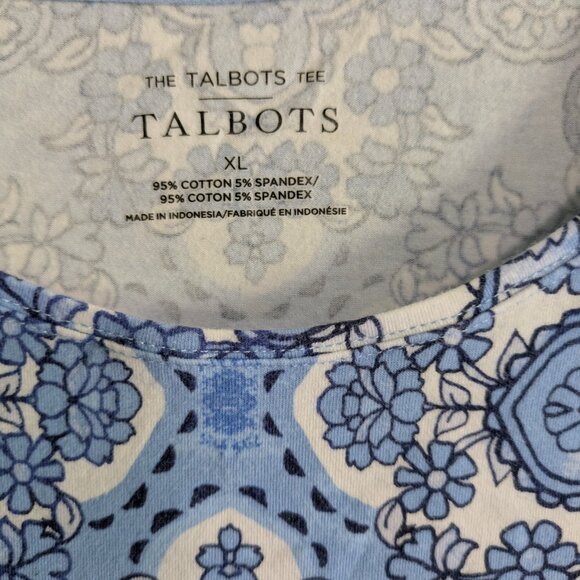 THE TALBOTS TEE
TALBOTS
XL
95% COTTON 5% SPANDEX/
95% COTON 5% SPANDEX
MADE IN INDONESIA/FABRIQUÉ EN INDONÉSIE